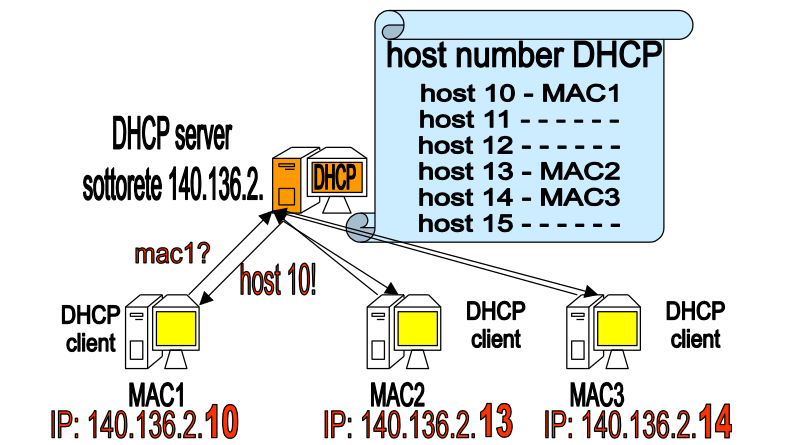 host number DHCP
host 10 - MAC1
host 11 - - - - - -
host 12 - - - - - -
host 13 - MAC2
host 14 - MAC3
host 15 - - - - - -
DHCP server
sottorete 140.136.2.
DHCP
mac1?
host 10!
DHCP
client
DHCP
client
DHCP
client
MAC1
IP: 140.136.2.10
MAC2
IP: 140.136.2.13
MAC3
IP: 140.136.2.14